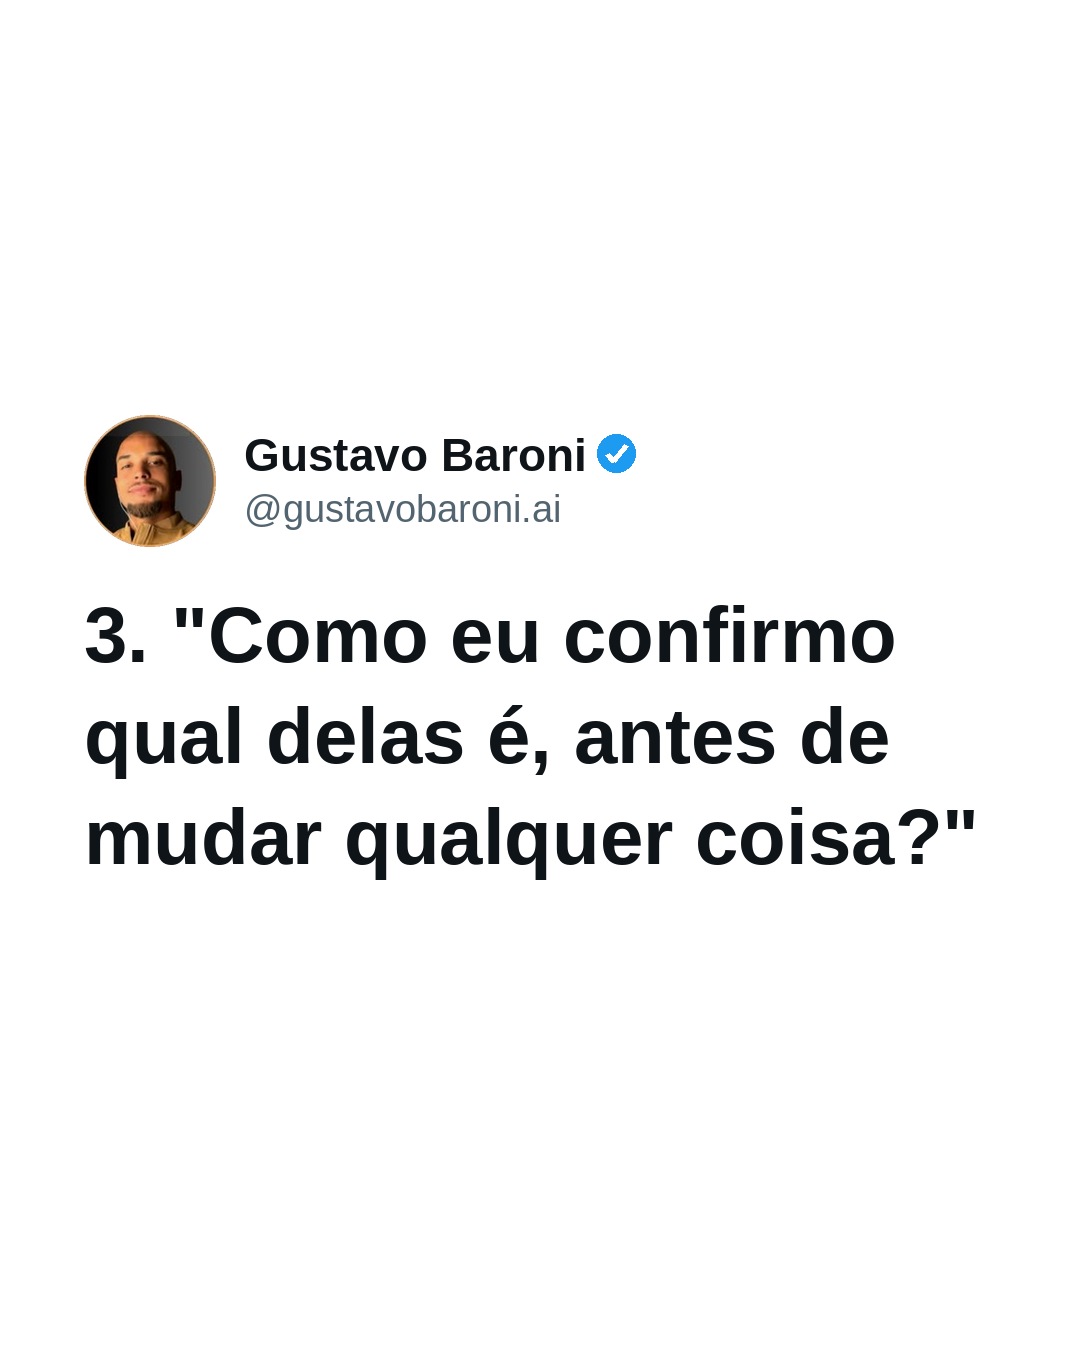 Gustavo Baroni
@gustavobaroni.ai
3. "Como eu confirmo
qual delas é, antes de
mudar qualquer coisa?"